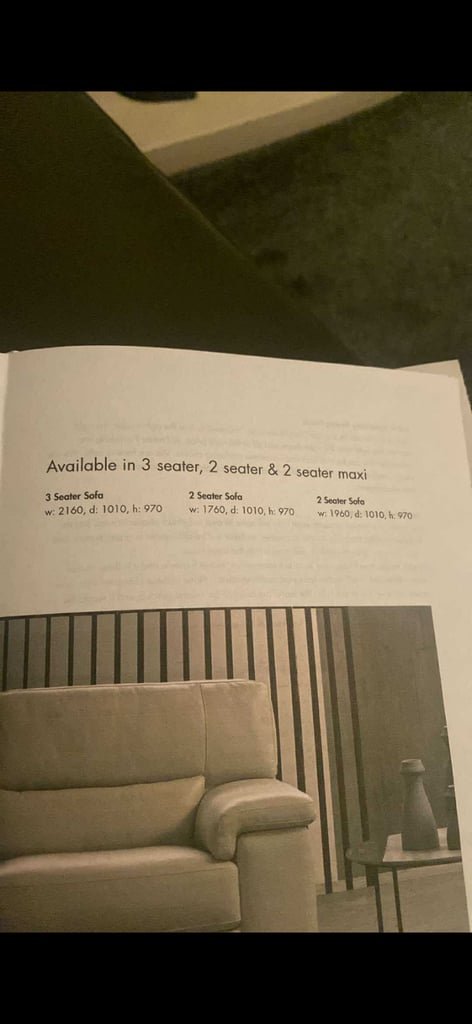 Available in 3 seater, 2 seater & 2 seater maxi
3 Seater Sofa
w: 2160, d: 1010, h: 970
2 Seater Sofa
w: 1760, d: 1010, h: 970
2 Seater Sofa
w: 1960, d: 1010, h: 970